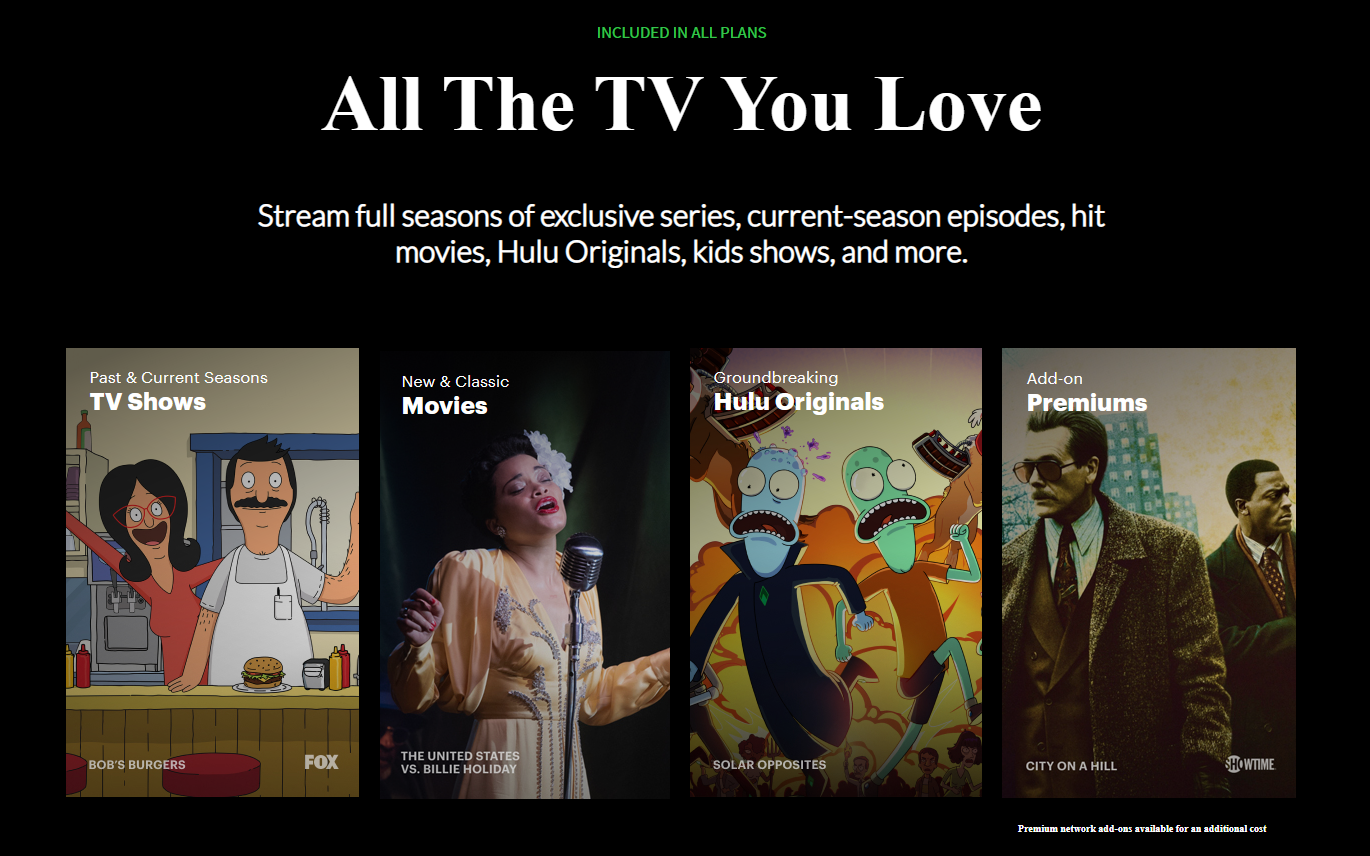 INCLUDED IN ALL PLANS
All The TV You Love
Stream full seasons of exclusive series, current-season episodes, hit
movies, Hulu Originals, kids shows, and more.
Past & Current Seasons
TV Shows
BOB'S BURGERS
FOX
New & Classic
Movies
THE UNITED STATES
VS. BILLIE HOLIDAY
Groundbreaking
Hulu Originals
SOLAR OPPOSITES
Add-on
Premiums
CITY ON A HILL
SHOWTIME
Premium network add-ons available for an additional cost